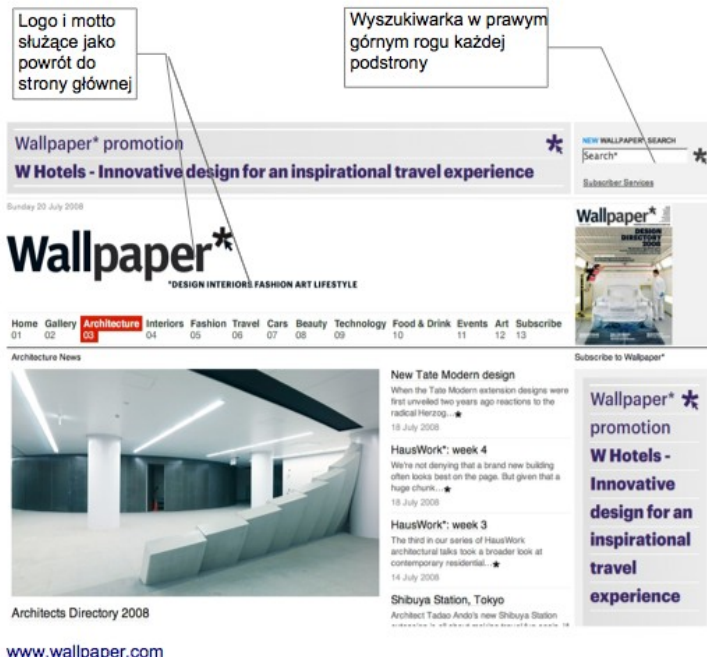 Logo i motto
służące jako
powrót do
strony głównej
Wyszukiwarka w prawym
górnym rogu każdej
podstrony
Wallpaper* promotion
W Hotels - Innovative design for an inspirational travel experience
NEW WALLPAPER* SEARCH
Search*
Subscriber Services
Sunday 20 July 2008
Wallpaper*
*DESIGN INTERIORS FASHION ART LIFESTYLE
Wallpaper*
DESIGN
DIRECTORY
2008
Home Gallery Architecture Interiors Fashion Travel Cars Beauty Technology Food & Drink Events Art Subscribe
01 02 03 04 05 06 07 08 09 10 11 12 13
Architecture News
Subscribe to Wallpaper*
New Tate Modern design
When the Tate Modern extension designs were
first unveiled two years ago reactions to the
radical Herzog...
18 July 2008
HausWork*: week 4
We're not denying that a brand new building
often looks best on the page. But given that a
huge chunk...
18 July 2008
HausWork*: week 3
The third in our series of HausWork
architectural talks took a broader look at
contemporary residential...
14 July 2008
Shibuya Station, Tokyo
Architect Tadao Ando's new Shibuya Station
Wallpaper*
promotion
W Hotels -
Innovative
design for an
inspirational
travel
experience
Architects Directory 2008
www.wallpaper.com